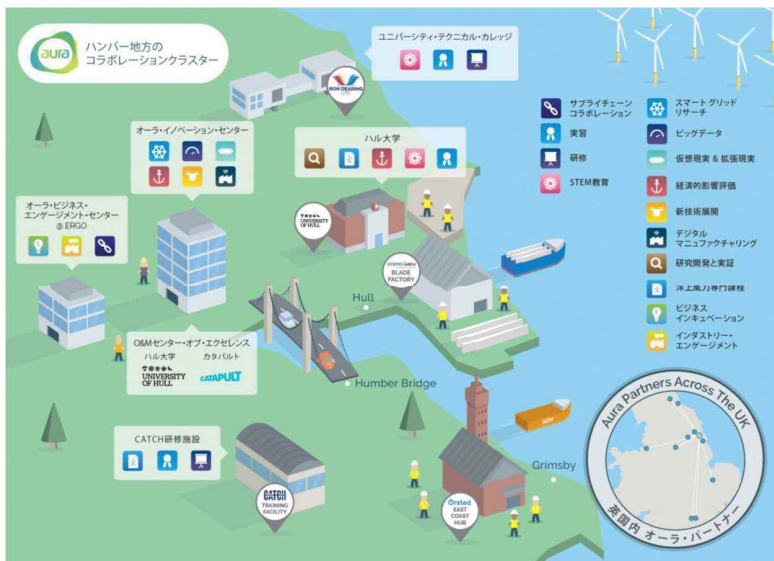 aura
ハンバー地方の
コラボレーションクラスター
ユニバーシティ・テクニカル・カレッジ
RON DEARING
UTC
オーラ・イノベーション・センター
ハル大学
オーラ・ビジネス・
エンゲージメント・センター
@ ERGO
UNIVERSITY
OF HULL
BLADE
FACTORY
Hull
O&Mセンター・オブ・エクセレンス
ハル大学
カタパルト
UNIVERSITY
OF HULL
CATAPULT
Humber Bridge
CATCH研修施設
CATCH
TRAINING
FACILITY
Ørsted
EAST
COAST
HUB
Grimsby
SOV
サプライチェーン
コラボレーション
実習
研修
STEM教育
スマートグリッド
リサーチ
ビッグデータ
仮想現実 & 拡張現実
経済的影響評価
新技術展開
デジタル
マニュファクチャリング
研究開発と実証
洋上風力専門課程
ビジネス
インキュベーション
インダストリー・
エンゲージメント
Aura Partners Across The UK
英国内 オーラ・パートナー